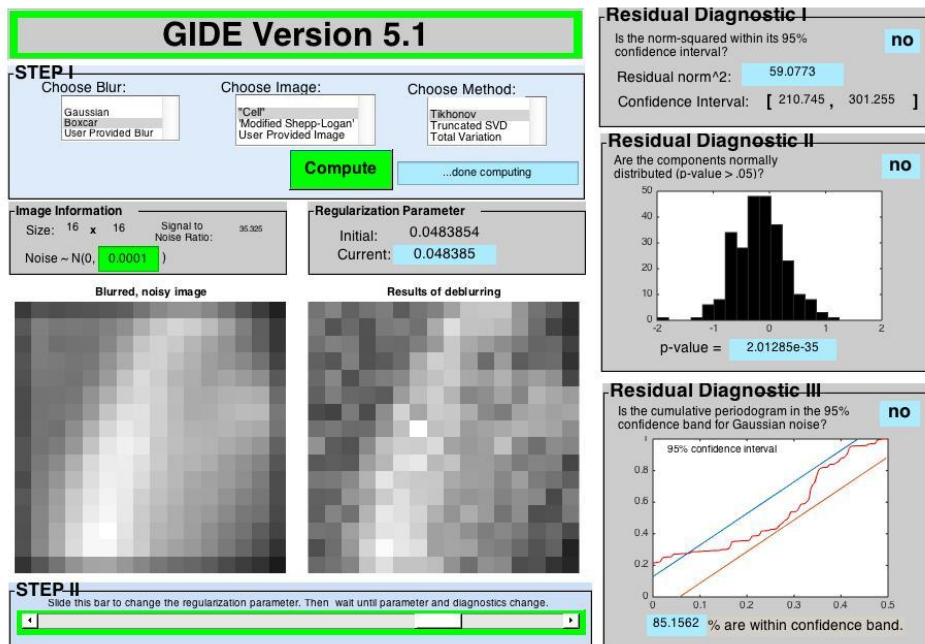 GIDE Version 5.1
STEP I
Choose Blur:
Gaussian
Boxcar
User Provided Blur
Choose Image:
"Cell"
'Modified Shepp-Logan'
User Provided Image
Choose Method:
Tikhonov
Truncated SVD
Total Variation
Compute
...done computing
Image Information
Size: 16 x 16
Signal to
Noise Ratio: 35.325
Noise ~ N(0, 0.0001 )
Regularization Parameter
Initial: 0.0483854
Current: 0.048385
Blurred, noisy image
Results of deblurring
STEP II
Slide this bar to change the regularization parameter. Then wait until parameter and diagnostics change.
Residual Diagnostic I
Is the norm-squared within its 95%
confidence interval?
no
Residual norm^2: 59.0773
Confidence Interval: [ 210.745 , 301.255 ]
Residual Diagnostic II
Are the components normally
distributed (p-value > .05)?
no
50
40
30
20
10
0
-2 -1 0 1 2
p-value = 2.01285e-35
Residual Diagnostic III
Is the cumulative periodogram in the 95%
confidence band for Gaussian noise?
no
95% confidence interval
1
0.8
0.6
0.4
0.2
0
0 0.1 0.2 0.3 0.4 0.5
85.1562 % are within confidence band.